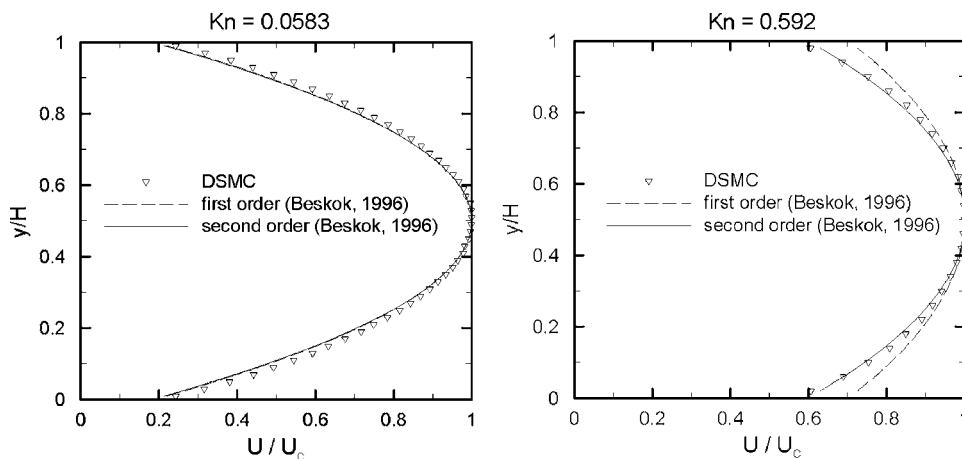 Kn = 0.0583
1
0.8
0.6
0.4
0.2
0
y/H
DSMC
first order (Beskok, 1996)
second order (Beskok, 1996)
0 0.2 0.4 0.6 0.8 1
U / Uc
Kn = 0.592
1
0.8
0.6
0.4
0.2
0
y/H
DSMC
first order (Beskok, 1996)
second order (Beskok, 1996)
0 0.2 0.4 0.6 0.8 1
U / Uc